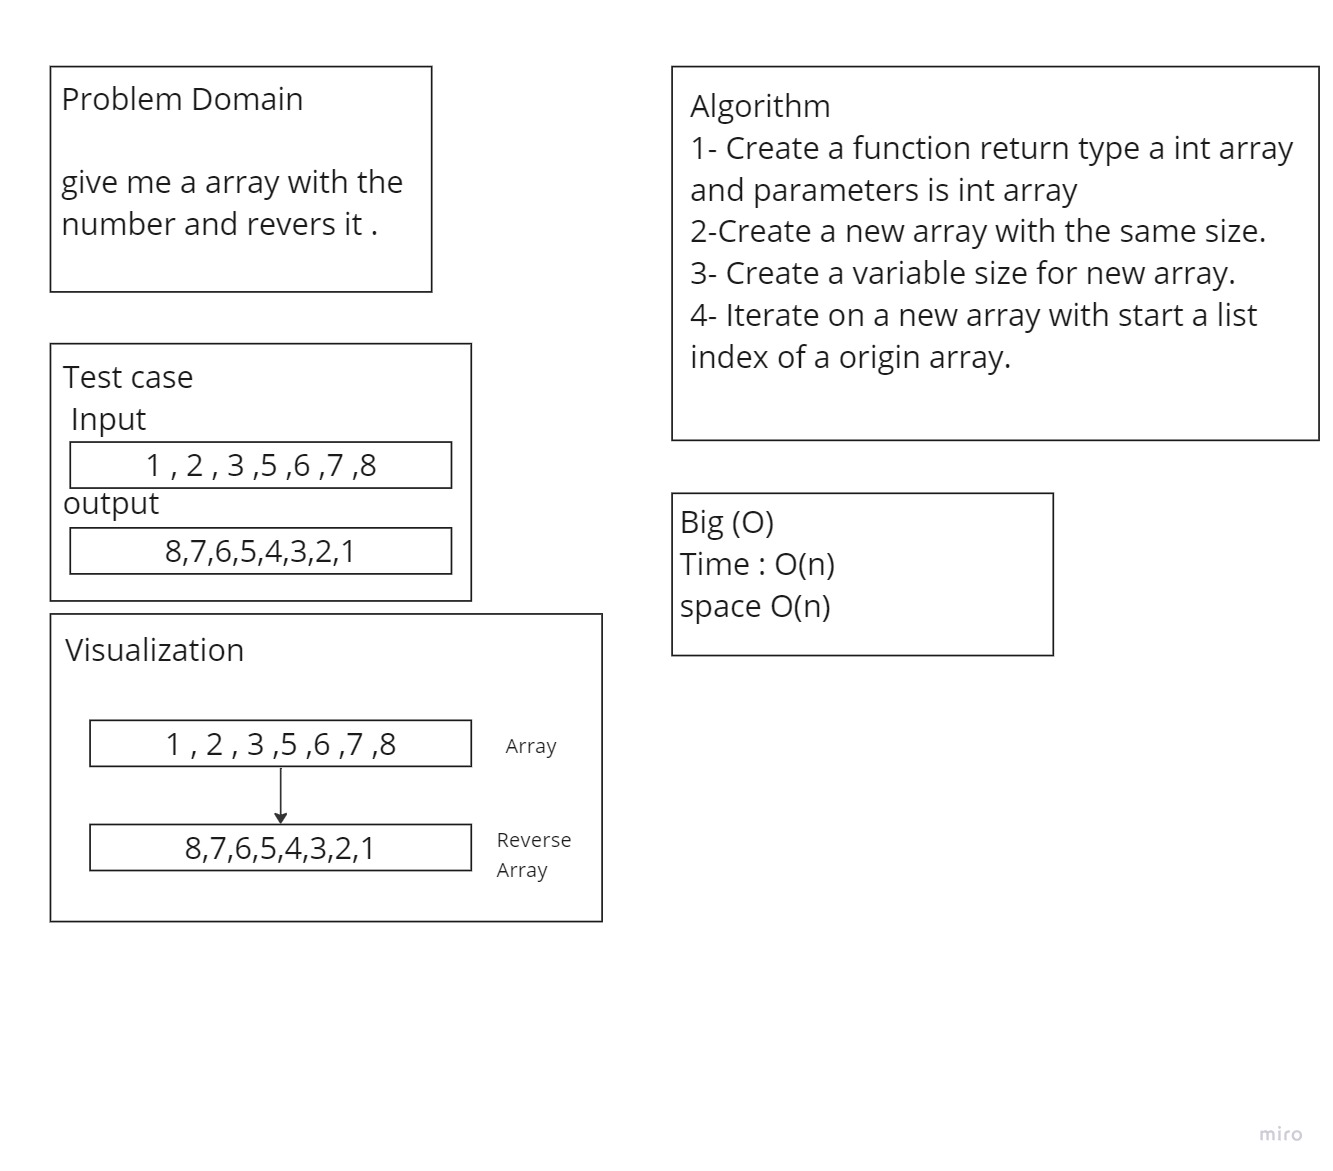 Problem Domain
give me a array with the
number and revers it .
Test case
Input
1 , 2 , 3 ,5 ,6 ,7 ,8
output
8,7,6,5,4,3,2,1
Visualization
1 , 2 , 3 ,5 ,6 ,7 ,8
Array
8,7,6,5,4,3,2,1
Reverse
Array
Algorithm
1- Create a function return type a int array
and parameters is int array
2-Create a new array with the same size.
3- Create a variable size for new array.
4- Iterate on a new array with start a list
index of a origin array.
Big (O)
Time : O(n)
space O(n)
miro